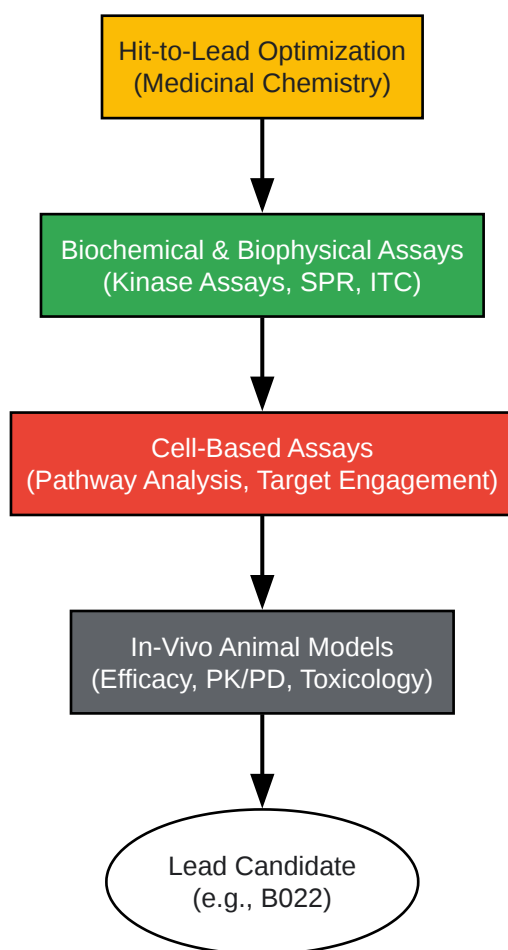 Hit-to-Lead Optimization
(Medicinal Chemistry)
Biochemical & Biophysical Assays
(Kinase Assays, SPR, ITC)
Cell-Based Assays
(Pathway Analysis, Target Engagement)
In-Vivo Animal Models
(Efficacy, PK/PD, Toxicology)
Lead Candidate
(e.g., B022)